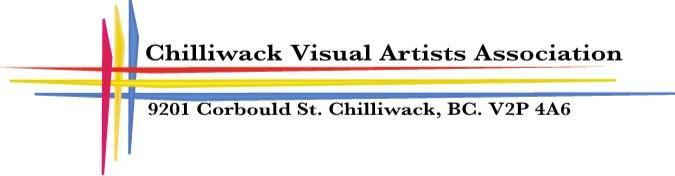 Chilliwack Visual Artists Association
9201 Corbould St. Chilliwack, BC. V2P 4A6